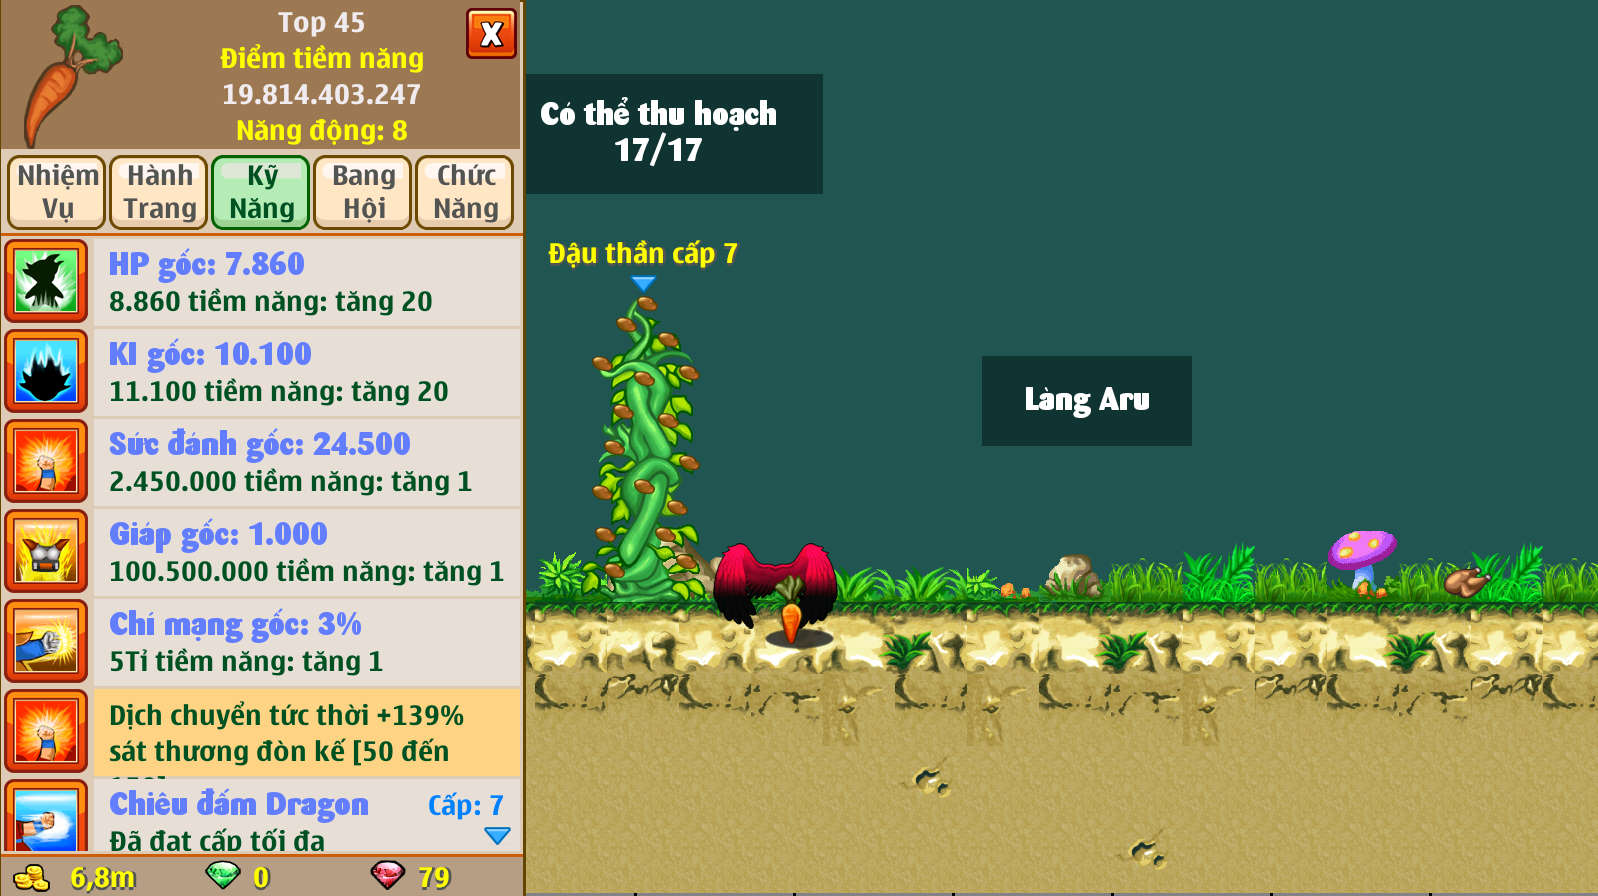 Top 45
Điểm tiềm năng
19.814.403.247
Năng động: 8
X
Nhiệm
Vụ
Hành
Trang
Kỹ
Năng
Bang
Hội
Chức
Năng
HP gốc: 7.860
8.860 tiềm năng: tăng 20
KI gốc: 10.100
11.100 tiềm năng: tăng 20
Sức đánh gốc: 24.500
2.450.000 tiềm năng: tăng 1
Giáp gốc: 1.000
100.500.000 tiềm năng: tăng 1
Chí mạng gốc: 3%
5Tỉ tiềm năng: tăng 1
Dịch chuyển tức thời +139%
sát thương đòn kế [50 đến
Chiêu đấm Dragon Cấp: 7
Đã đạt cấp tối đa
6,8m 0 79
Có thể thu hoạch
17/17
Đậu thần cấp 7
Làng Aru